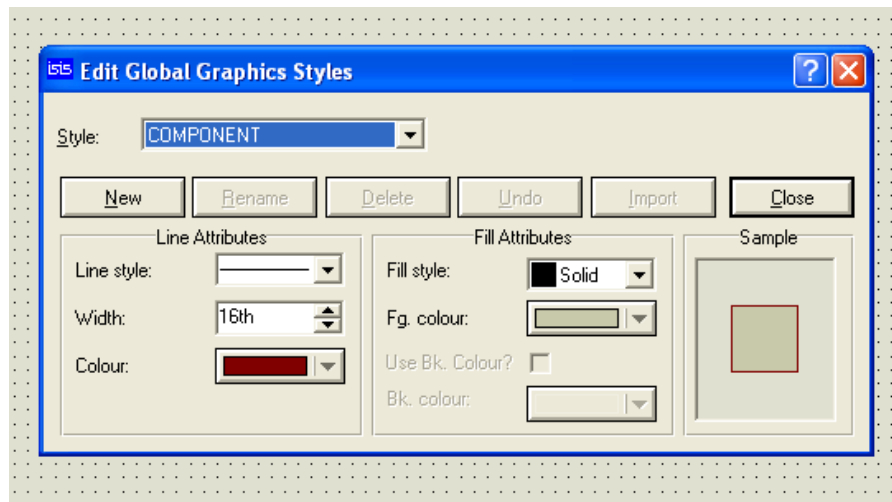 isis Edit Global Graphics Styles
Style: COMPONENT
New Rename Delete Undo Import Close
Line Attributes Fill Attributes Sample
Line style: Fill style: Solid
Width: 16th Fg. colour:
Colour: Use Bk. Colour?
Bk. colour: